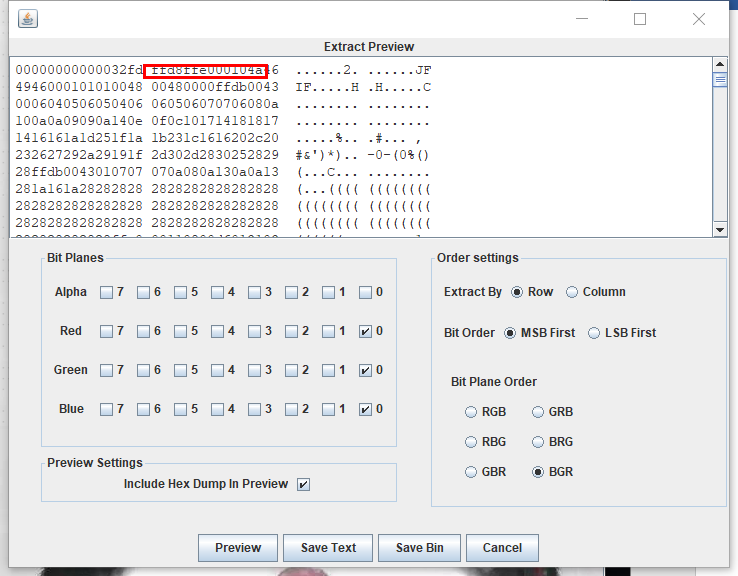 Extract Preview
00000000000032fd ffd8ffe000104a46 ......2. ......JF
4946000101010048 00480000ffdb0043 IF.....H .H.....C
0006040506050406 060506070706080a ........ ........
100a0a09090a140e 0f0c101714181817 ........ ........
1416161a1d251f1a 1b231c1616202c20 .....%.. .#... ,
232627292a29191f 2d302d2830252829 #&')*).. -0-(0%()
28ffdb0043010707 070a080a130a0a13 (...C... ........
281a161a28282828 2828282828282828 (...(((( ((((((((
2828282828282828 2828282828282828 (((((((( ((((((((
2828282828282828 2828282828282828 (((((((( ((((((((
Bit Planes
Alpha 7 6 5 4 3 2 1 0
Red 7 6 5 4 3 2 1 0
Green 7 6 5 4 3 2 1 0
Blue 7 6 5 4 3 2 1 0
Preview Settings
Include Hex Dump In Preview
Order settings
Extract By Row Column
Bit Order MSB First LSB First
Bit Plane Order
RGB GRB
RBG BRG
GBR BGR
Preview Save Text Save Bin Cancel